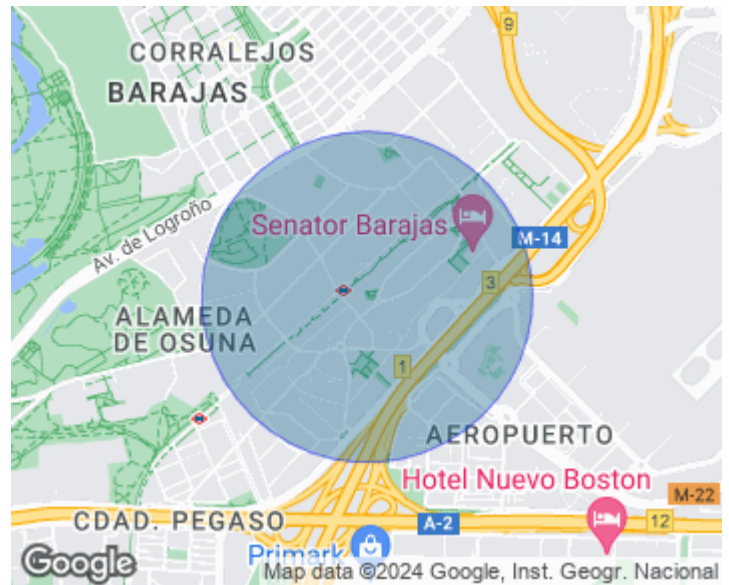 9
CORRALEJOS
BARAJAS
Senator Barajas
Av. de Logroño
M-14
3
ALAMEDA
DE OSUNA
1
AEROPUERTO
Hotel Nuevo Boston
M-22
CDAD. PEGASO
A-2
12
Primark
Google
Map data ©2024 Google, Inst. Geogr. Nacional